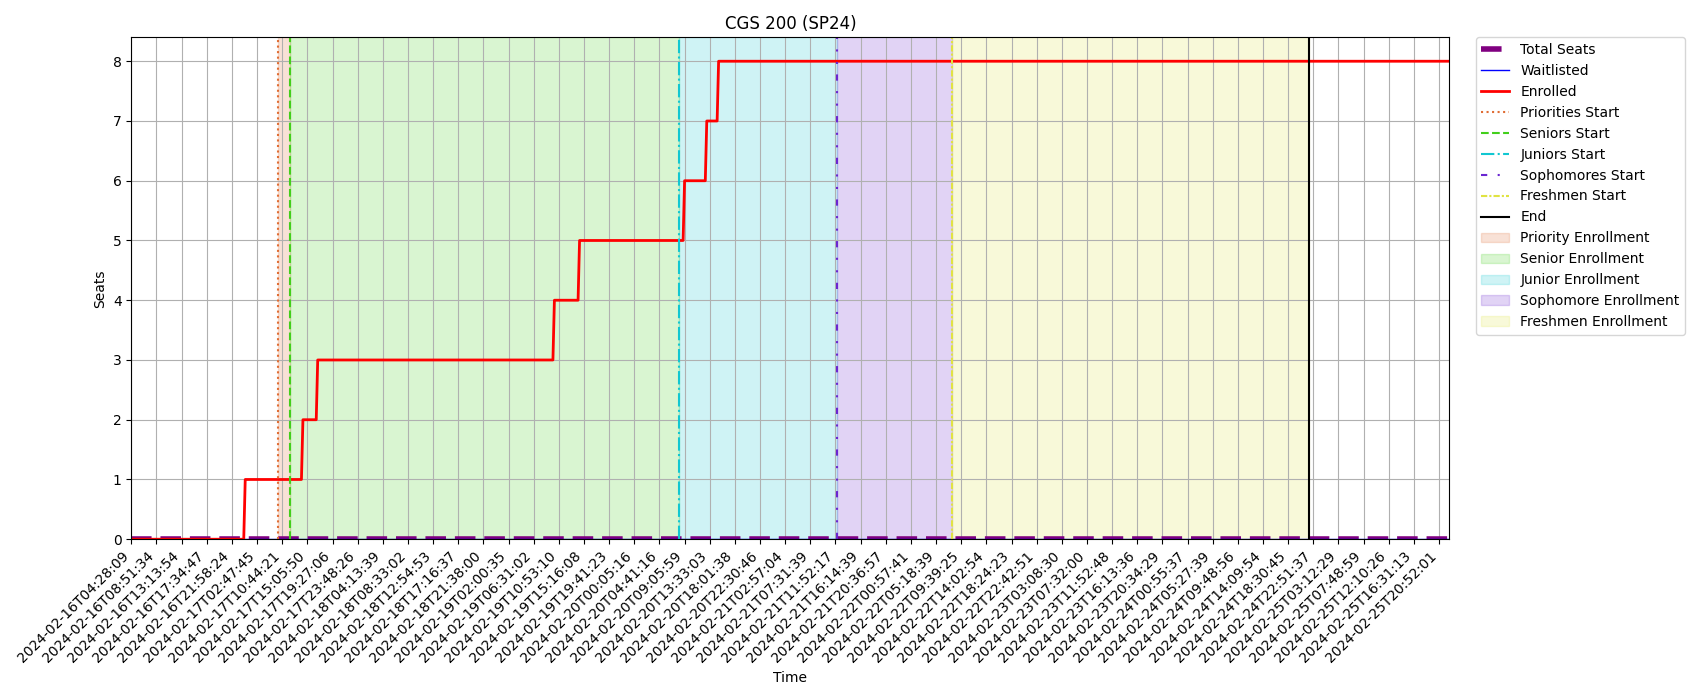 CGS 200 (SP24)
Seats
8
7
6
5
4
3
2
1
0
2024-02-16T04:28:09
2024-02-16T08:51:34
2024-02-16T13:13:54
2024-02-16T17:34:47
2024-02-16T21:58:24
2024-02-17T02:47:45
2024-02-17T10:44:21
2024-02-17T15:05:50
2024-02-17T19:27:06
2024-02-17T23:48:26
2024-02-18T04:13:39
2024-02-18T08:33:02
2024-02-18T12:54:53
2024-02-18T17:16:37
2024-02-18T21:38:00
2024-02-19T02:00:35
2024-02-19T06:31:02
2024-02-19T10:53:10
2024-02-19T15:16:08
2024-02-19T19:41:23
2024-02-20T00:05:16
2024-02-20T04:41:16
2024-02-20T09:05:59
2024-02-20T13:33:03
2024-02-20T18:01:38
2024-02-20T22:30:46
2024-02-21T02:57:04
2024-02-21T07:31:39
2024-02-21T11:52:17
2024-02-21T16:14:39
2024-02-21T20:36:57
2024-02-22T00:57:41
2024-02-22T05:18:39
2024-02-22T09:39:25
2024-02-22T14:02:54
2024-02-22T18:24:23
2024-02-22T22:42:51
2024-02-23T03:08:30
2024-02-23T07:32:00
2024-02-23T11:52:48
2024-02-23T16:13:36
2024-02-23T20:34:29
2024-02-24T00:55:37
2024-02-24T05:27:39
2024-02-24T09:48:56
2024-02-24T14:09:54
2024-02-24T18:30:45
2024-02-24T22:51:37
2024-02-25T03:12:29
2024-02-25T07:48:59
2024-02-25T12:10:26
2024-02-25T16:31:13
2024-02-25T20:52:01
Time
Total Seats
Waitlisted
Enrolled
Priorities Start
Seniors Start
Juniors Start
Sophomores Start
Freshmen Start
End
Priority Enrollment
Senior Enrollment
Junior Enrollment
Sophomore Enrollment
Freshmen Enrollment